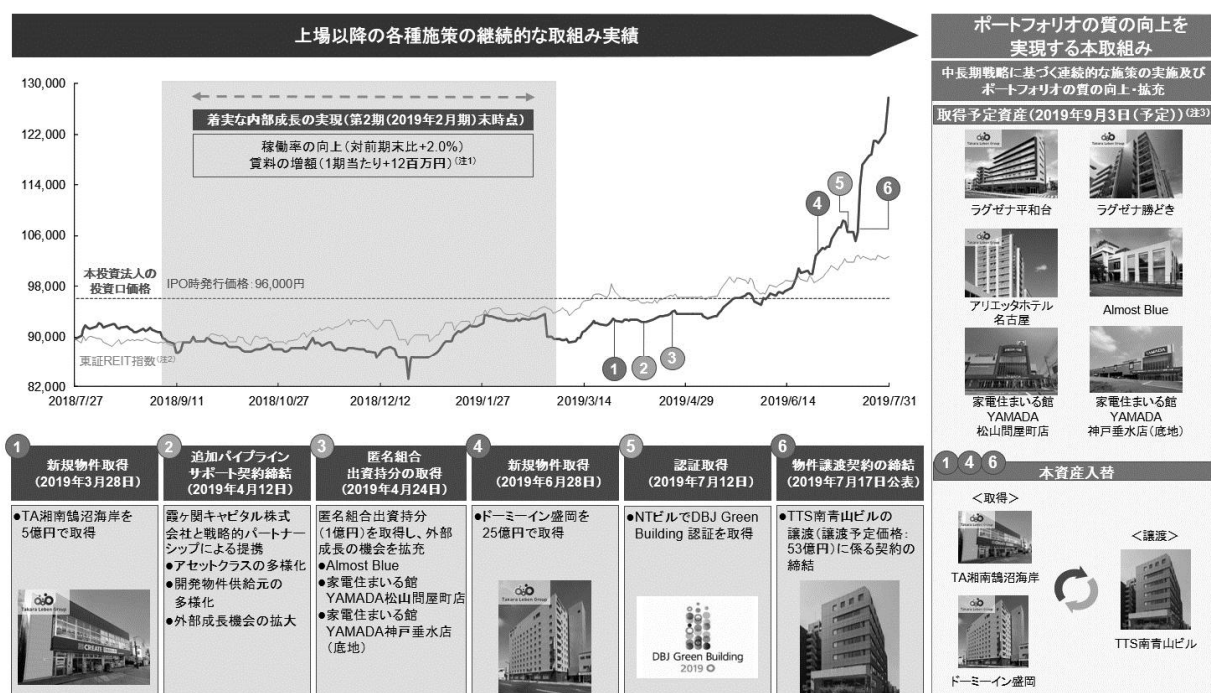 上場以降の各種施策の継続的な取組み実績
130,000
122,000
114,000
106,000
98,000
90,000
82,000
着実な内部成長の実現(第2期(2019年2月期)末時点)
稼働率の向上(対前期末比+2.0%)
賃料の増額(1期当たり+12百万円)(注1)
本投資法人の
投資口価格
IPO時発行価格:96,000円
東証REIT指数(注2)
1
2
3
4
5
6
2018/7/27
2018/9/11
2018/10/27
2018/12/12
2019/1/27
2019/3/14
2019/4/29
2019/6/14
2019/7/31
1
新規物件取得
(2019年3月28日)
●TA湘南鵠沼海岸を
5億円で取得
Takara Leben Group
CREATE
2
追加パイプライン
サポート契約締結
(2019年4月12日)
霞ヶ関キャピタル株式
会社と戦略的パートナー
シップによる提携
●アセットクラスの多様化
●開発物件供給元の
多様化
●外部成長機会の拡大
3
匿名組合
出資持分の取得
(2019年4月24日)
匿名組合出資持分
(1億円)を取得し、外部
成長の機会を拡充
●Almost Blue
●家電住まいる館
YAMADA松山問屋町店
●家電住まいる館
YAMADA神戸垂水店
(底地)
4
新規物件取得
(2019年6月28日)
●ドーミーイン盛岡を
25億円で取得
Takara Leben Group
5
認証取得
(2019年7月12日)
●NTビルでDBJ Green
Building 認証を取得
DBJ Green Building
2019
6
物件譲渡契約の締結
(2019年7月17日公表)
●TTS南青山ビルの
譲渡(譲渡予定価格:
53億円)に係る契約の
締結
ポートフォリオの質の向上を
実現する本取組み
中長期戦略に基づく連続的な施策の実施及び
ポートフォリオの質の向上・拡充
取得予定資産(2019年9月3日(予定))(注3)
Takara Leben Group
ラグゼナ平和台
Takara Leben Group
ラグゼナ勝どき
Takara Leben Group
アリエッタホテル
名古屋
Almost Blue
家電住まいる館
YAMADA
松山問屋町店
YAMADA
家電住まいる館
YAMADA
神戸垂水店(底地)
1 4 6
本資産入替
<取得>
Takara Leben Group
TA湘南鵠沼海岸
Takara Leben Group
ドーミーイン盛岡
<譲渡>
TTS南青山ビル